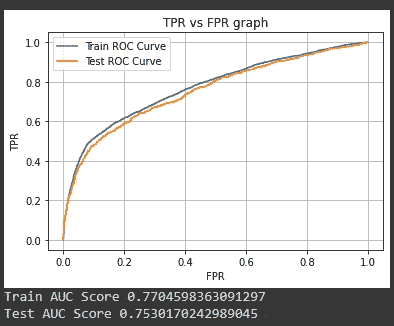 TPR vs FPR graph
Train ROC Curve
Test ROC Curve
1.0
0.8
0.6
0.4
0.2
0.0
TPR
0.0 0.2 0.4 0.6 0.8 1.0
FPR
Train AUC Score 0.7704598363091297
Test AUC Score 0.7530170242989045